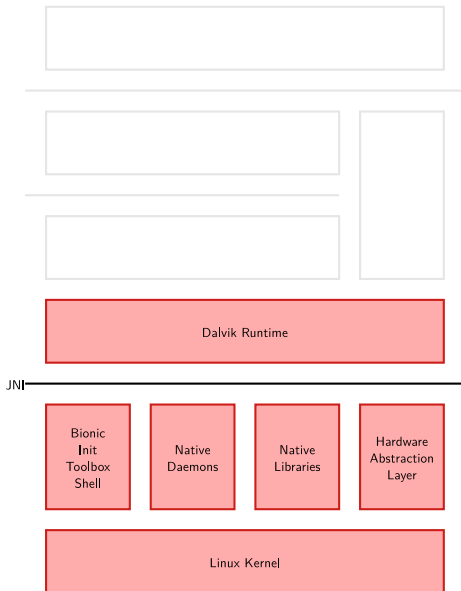 Dalvik Runtime
JNI
Bionic
Init
Toolbox
Shell
Native
Daemons
Native
Libraries
Hardware
Abstraction
Layer
Linux Kernel